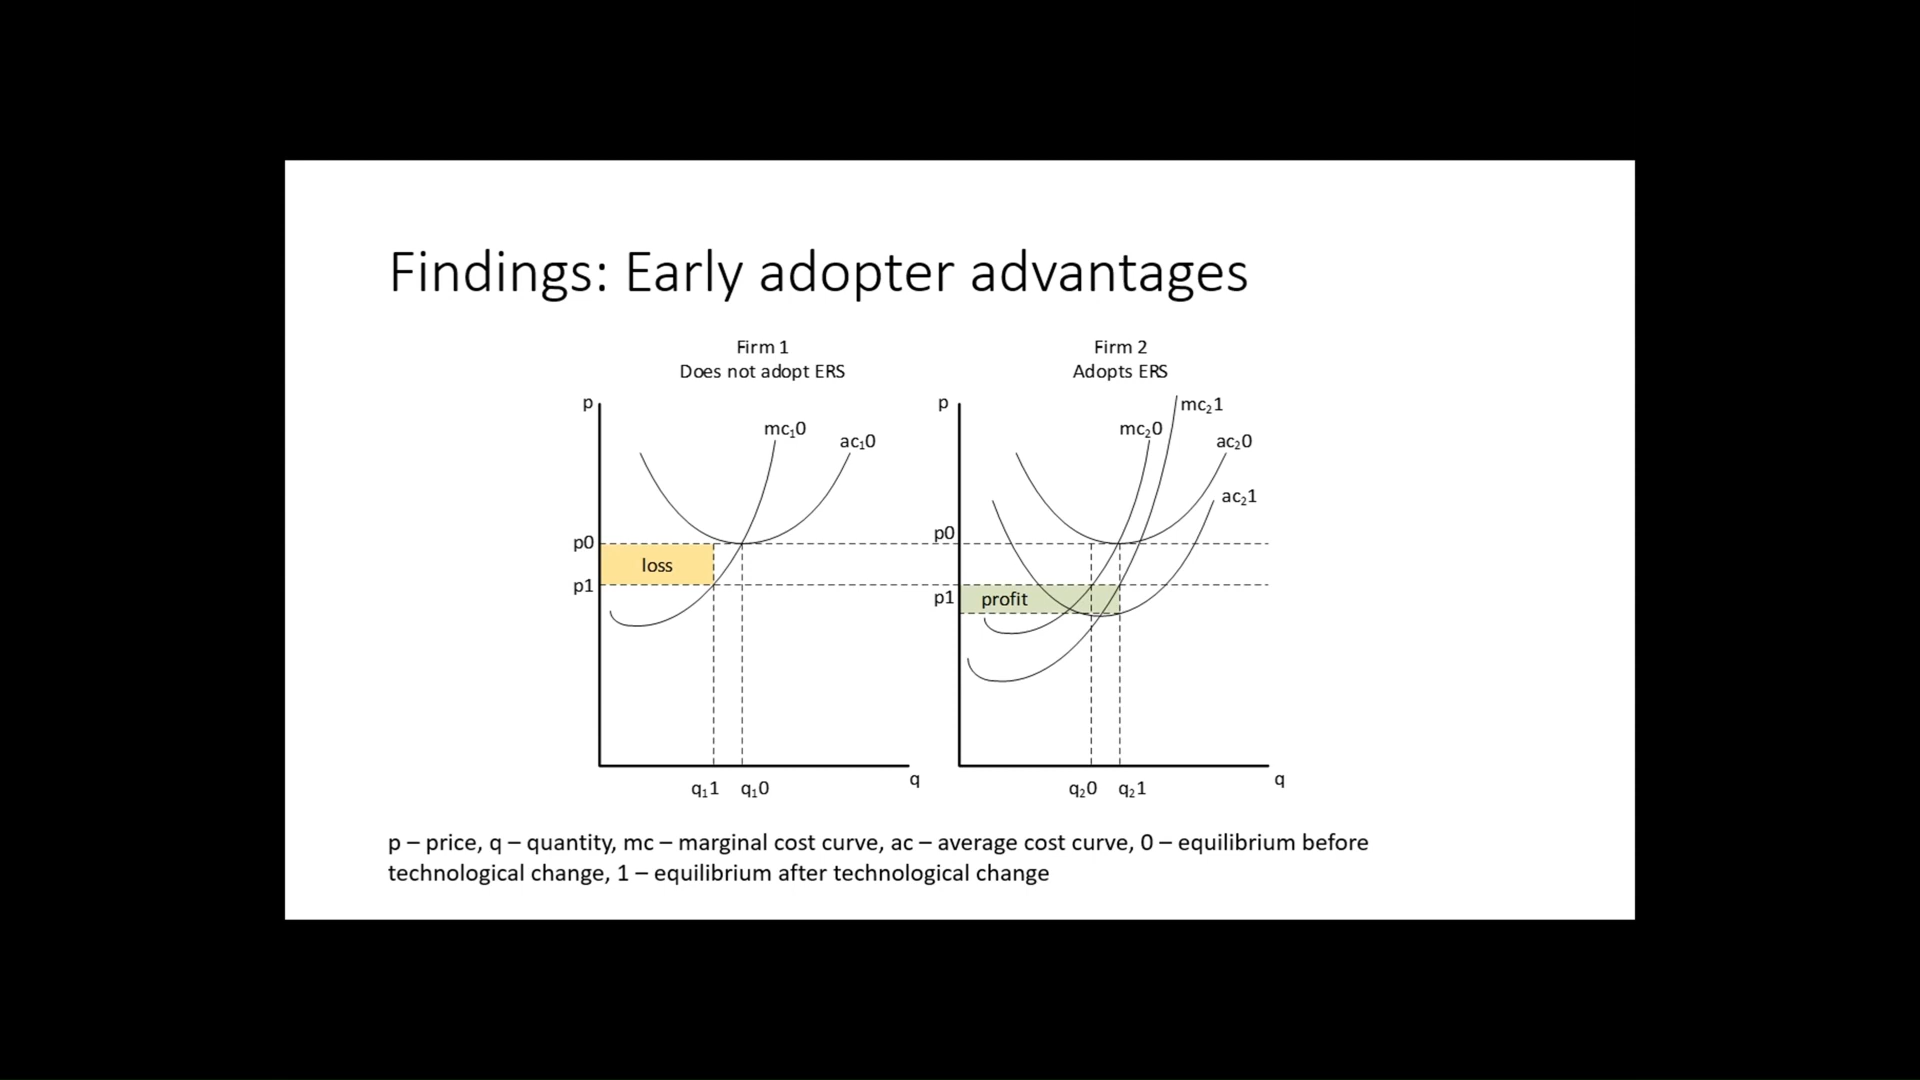 Findings: Early adopter advantages
Firm 1
Does not adopt ERS
Firm 2
Adopts ERS
p
mc₁0
ac₁0
p0
loss
p1
q₁1 q₁0
q
p
mc₂1
mc₂0
ac₂0
ac₂1
p0
p1
profit
q₂0 q₂1
q
p – price, q – quantity, mc – marginal cost curve, ac – average cost curve, 0 – equilibrium before
technological change, 1 – equilibrium after technological change